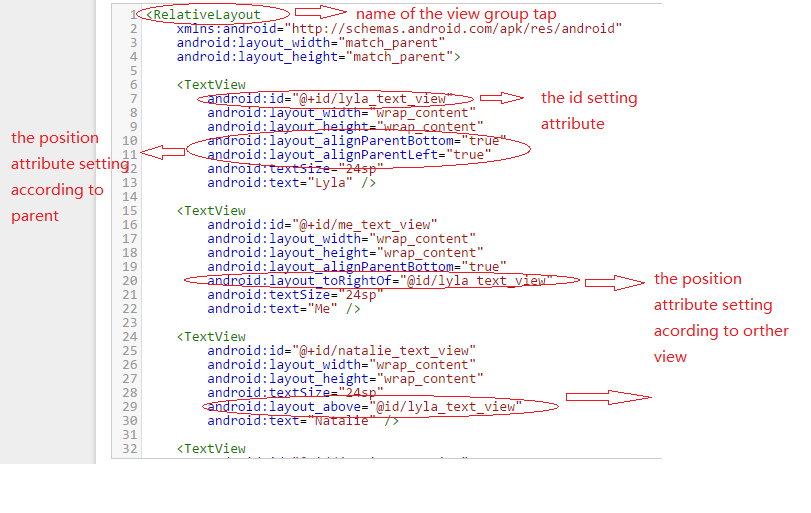 1 <RelativeLayout
name of the view group tap
2 xmlns:android="http://schemas.android.com/apk/res/android"
3 android:layout_width="match_parent"
4 android:layout_height="match_parent">
5
6 <TextView
7 android:id="@+id/lyla_text_view"
the id setting
attribute
8 android:layout_width="wrap_content"
9 android:layout_height="wrap_content"
10 android:layout_alignParentBottom="true"
11 android:layout_alignParentLeft="true"
12 android:textSize="24sp"
13 android:text="Lyla" />
the position
attribute setting
according to
parent
14
15 <TextView
16 android:id="@+id/me_text_view"
17 android:layout_width="wrap_content"
18 android:layout_height="wrap_content"
19 android:layout_alignParentBottom="true"
20 android:layout_toRightOf="@id/lyla_text_view"
21 android:textSize="24sp"
22 android:text="Me" />
the position
attribute setting
acording to orther
view
23
24 <TextView
25 android:id="@+id/natalie_text_view"
26 android:layout_width="wrap_content"
27 android:layout_height="wrap_content"
28 android:textSize="24sp"
29 android:layout_above="@id/lyla_text_view"
30 android:text="Natalie" />
31
32 <TextView